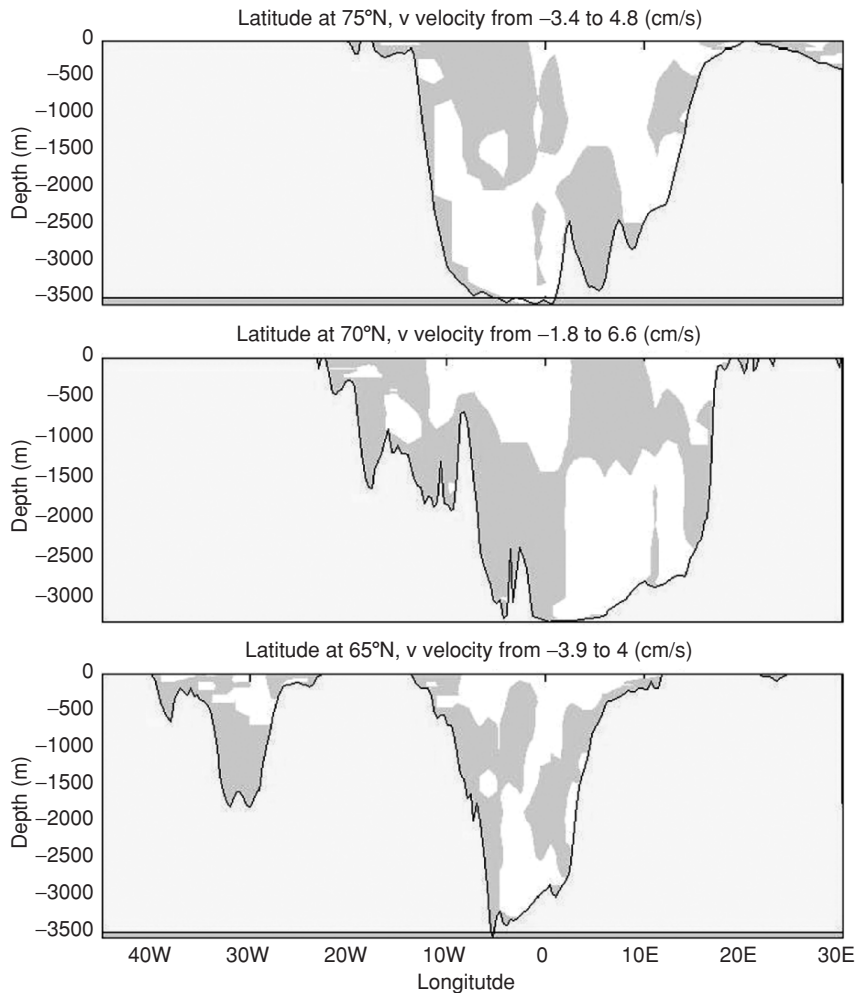 Latitude at 75°N, v velocity from −3.4 to 4.8 (cm/s)
0
−500
−1000
−1500
−2000
−2500
−3000
−3500
Depth (m)
Latitude at 70°N, v velocity from −1.8 to 6.6 (cm/s)
0
−500
−1000
−1500
−2000
−2500
−3000
Depth (m)
Latitude at 65°N, v velocity from −3.9 to 4 (cm/s)
0
−500
−1000
−1500
−2000
−2500
−3000
−3500
Depth (m)
40W 30W 20W 10W 0 10E 20E 30E
Longitutde